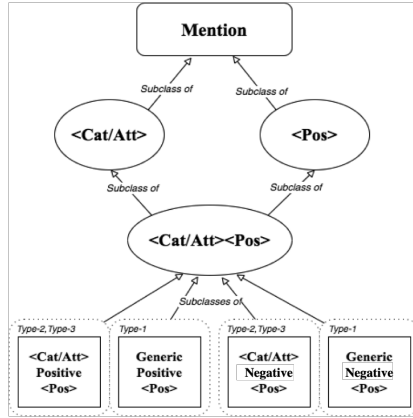 Mention
Subclass of
Subclass of
<Cat/Att>
<Pos>
Subclass of
Subclass of
<Cat/Att><Pos>
Subclasses of
Type-2, Type-3
<Cat/Att>
Positive
<Pos>
Type-1
Generic
Positive
<Pos>
Type-2, Type-3
<Cat/Att>
Negative
<Pos>
Type-1
Generic
Negative
<Pos>